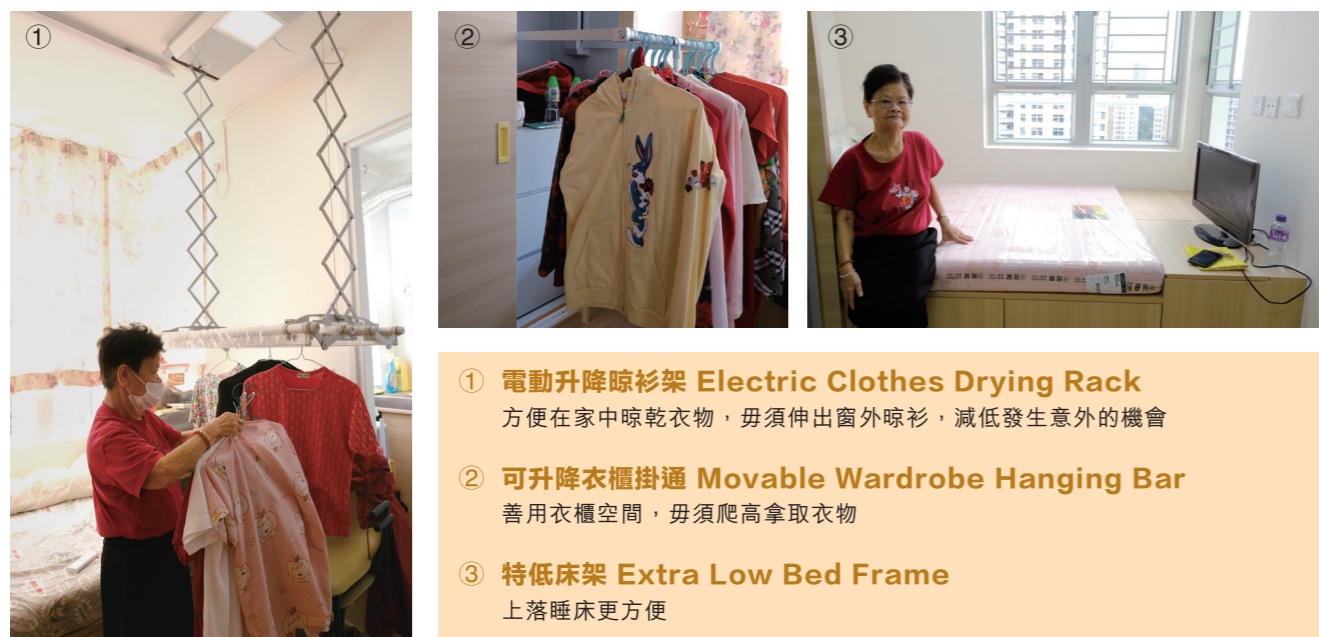 ①
②
③
① 電動升降晾衫架 Electric Clothes Drying Rack
方便在家中晾乾衣物，毋須伸出窗外晾衫，減低發生意外的機會
② 可升降衣櫃掛通 Movable Wardrobe Hanging Bar
善用衣櫃空間，毋須爬高拿取衣物
③ 特低床架 Extra Low Bed Frame
上落睡床更方便